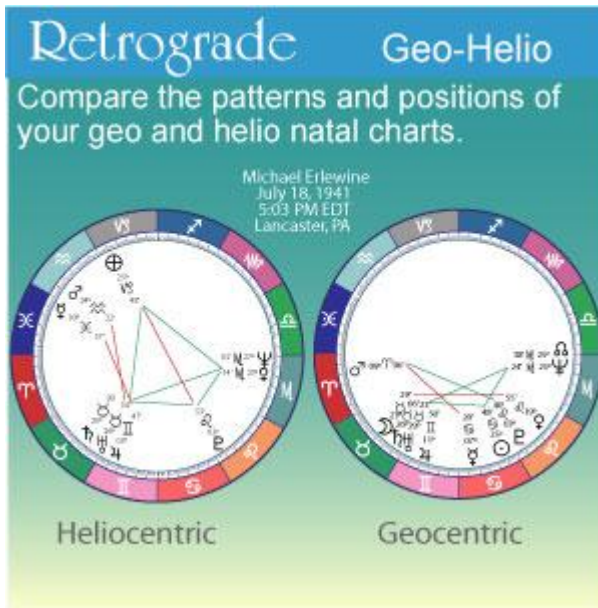 Retrograde Geo-Helio
Compare the patterns and positions of
your geo and helio natal charts.
Michael Erlewine
July 18, 1941
5:03 PM EDT
Lancaster, PA
Heliocentric Geocentric